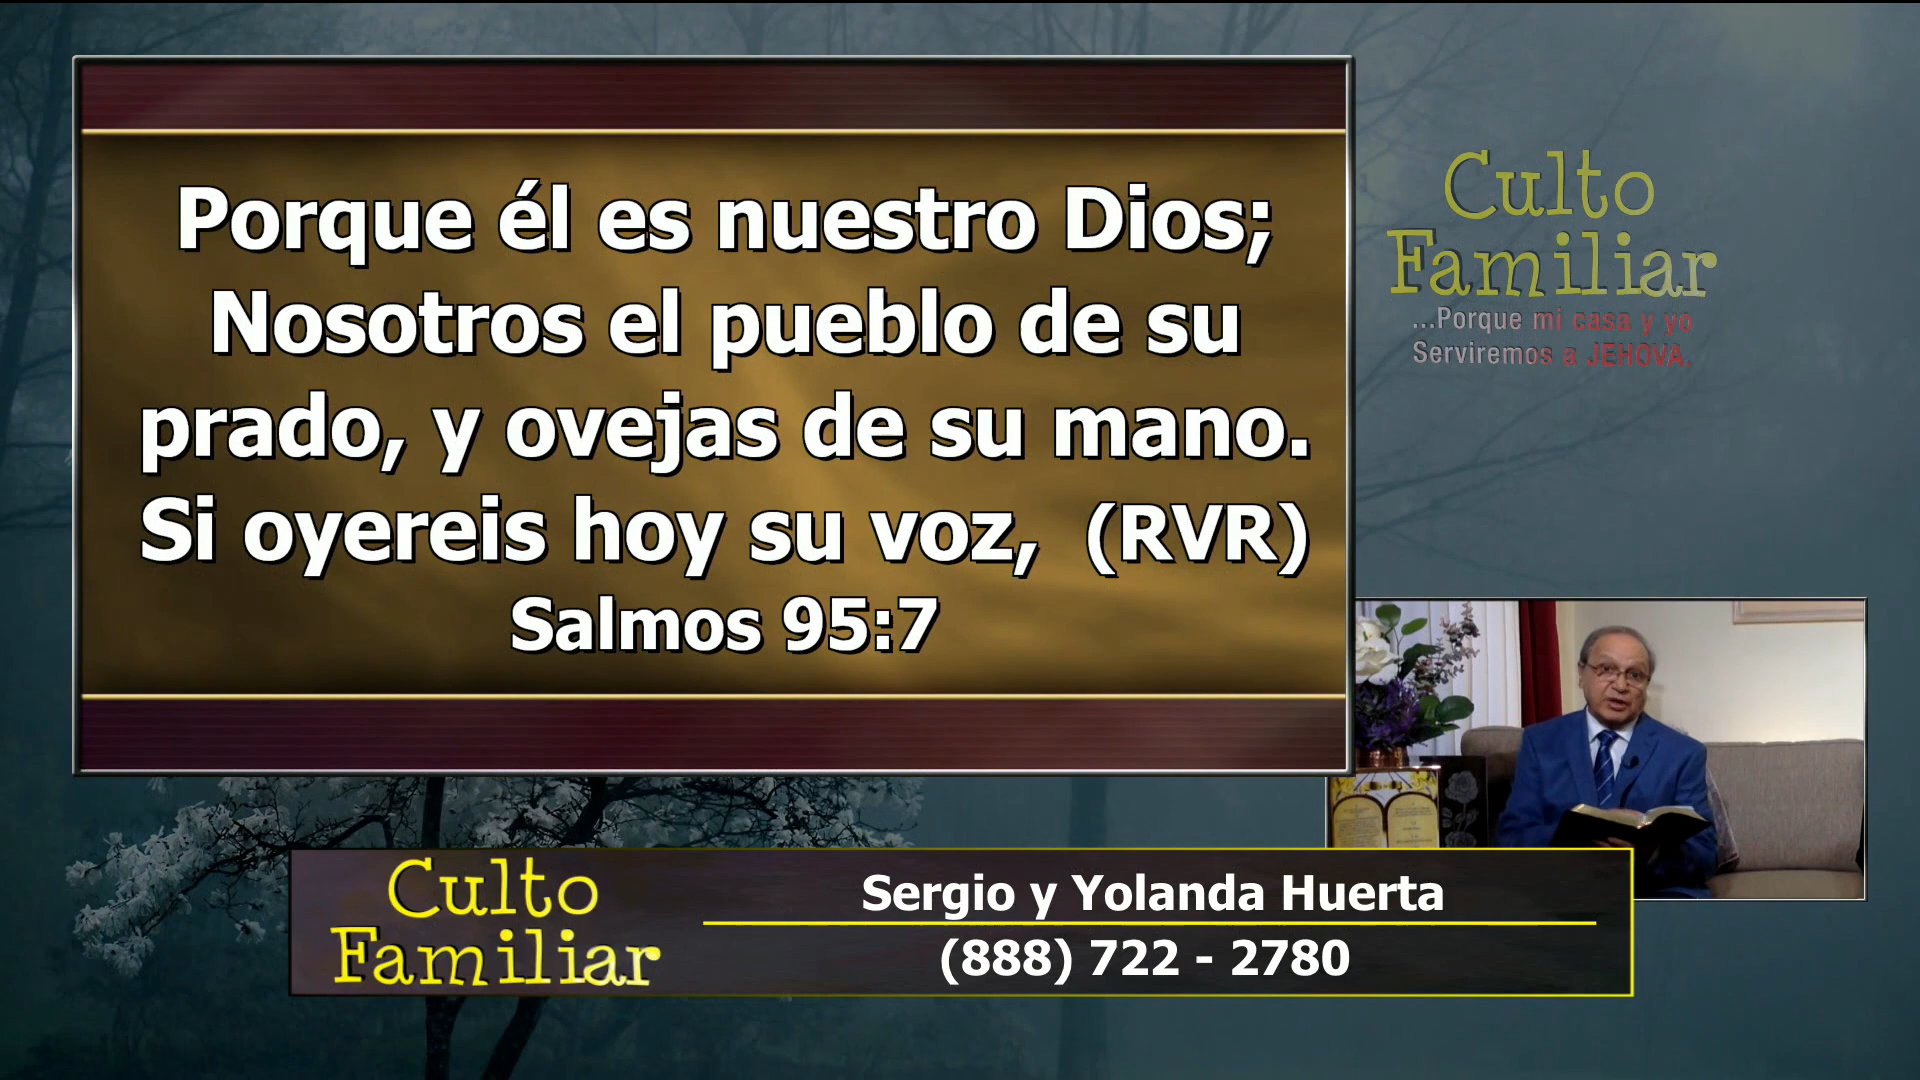 Porque él es nuestro Dios;
Nosotros el pueblo de su
prado, y ovejas de su mano.
Si oyereis hoy su voz, (RVR)
Salmos 95:7
Culto
Familiar
...Porque mi casa y yo
Serviremos a JEHOVA.
Culto
Familiar
Sergio y Yolanda Huerta
(888) 722 - 2780